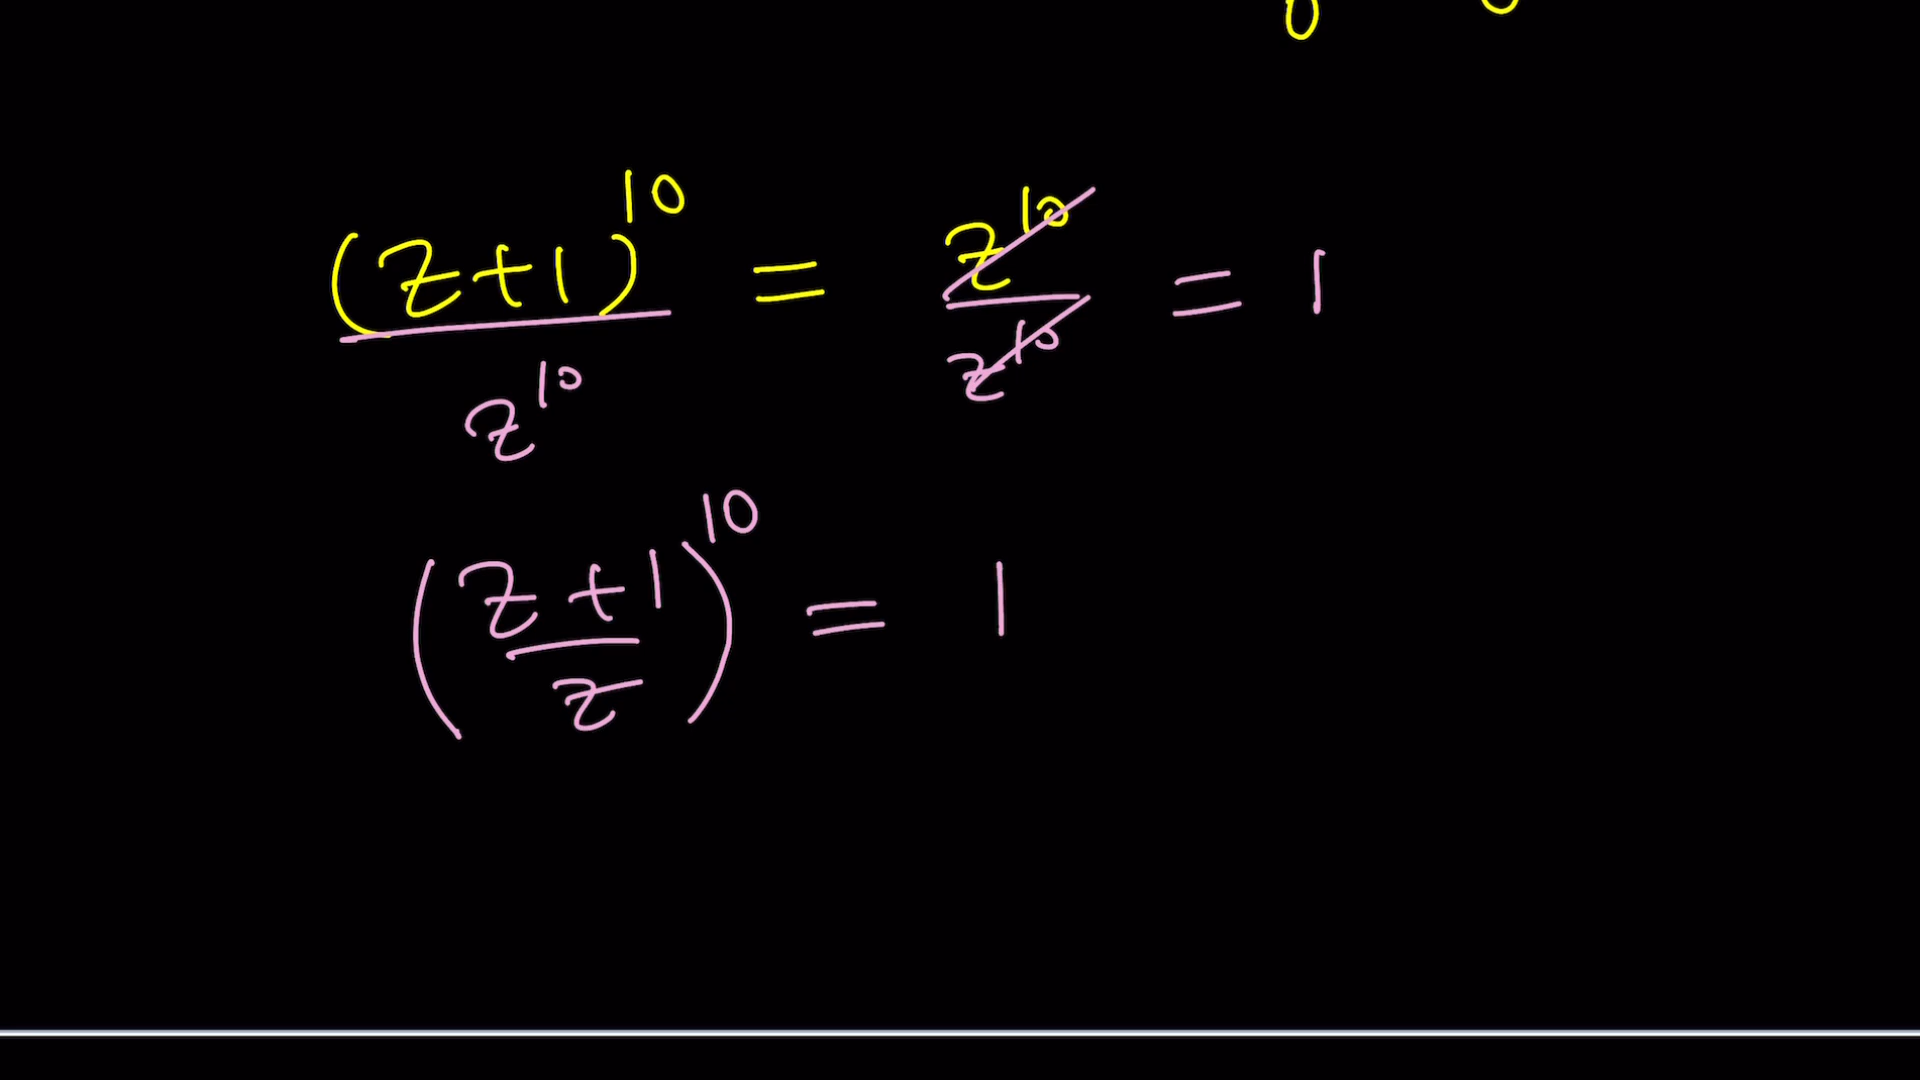 (z+1)^10 / z^10 = z^10 / z^10 = 1
((z+1) / z)^10 = 1